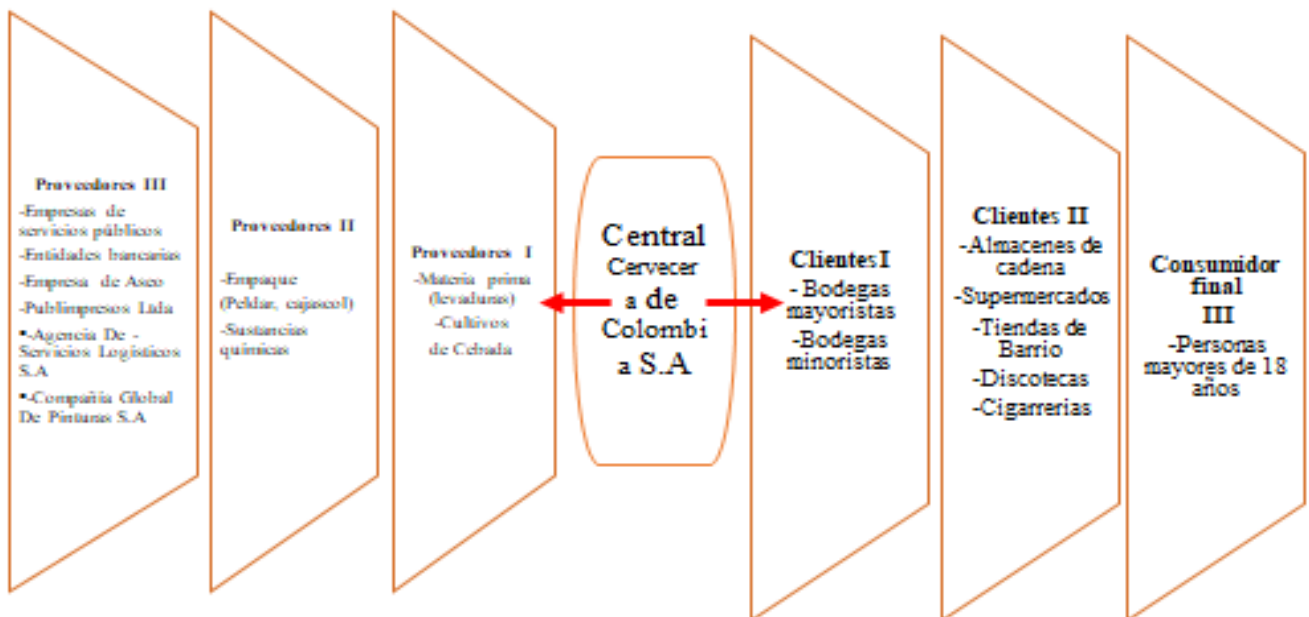 Proveedores III
-Empresas de
servicios públicos
-Entidades bancarias
-Empresa de Aseo
-Publimpresos Ltda
▪-Agencia De -
Servicios Logísticos
S.A
▪-Compañia Global
De Pinturas S.A
Proveedores II
-Empaque
(Peldar, cajascol)
-Sustancias
químicas
Proveedores I
-Materia prima
(levaduras)
-Cultivos
de Cebada
Central
Cervecer
a de
Colombi
a S.A
Clientes I
- Bodegas
mayoristas
-Bodegas
minoristas
Clientes II
-Almacenes de
cadena
-Supermercados
-Tiendas de
Barrio
-Discotecas
-Cigarrerias
Consumidor
final
III
-Personas
mayores de 18
años